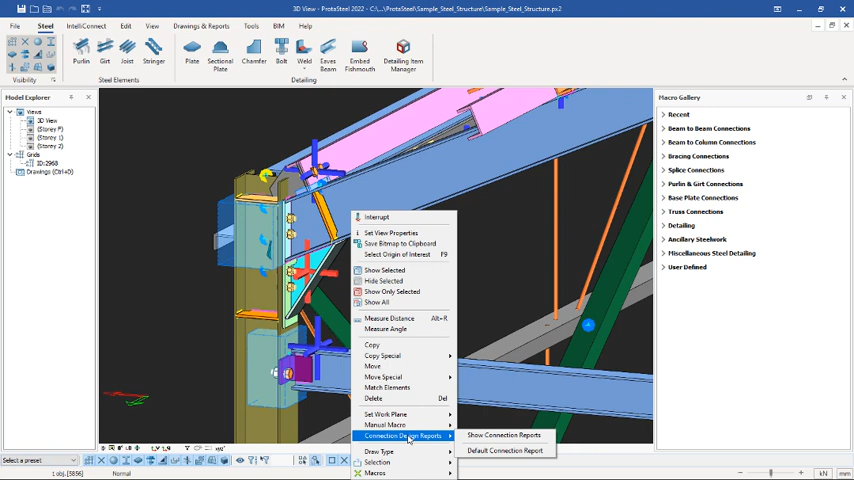 3D View - ProtaSteel 2022 - C:\...\ProtaSteel\Sample_Steel_Structure\Sample_Steel_Structure.px2
File Steel IntelliConnect Edit View Drawings & Reports Tools BIM Help
Purlin Girt Joist Stringer Plate Sectional Plate Chamfer Bolt Weld Eaves Beam Embed Fishmouth Detailing Item Manager
Visibility Steel Elements Detailing
Model Explorer
Views
3D View
(Storey F)
(Storey 1)
(Storey 2)
Grids
ID:2968
Drawings (Ctrl+D)
Interrupt
Set View Properties
Save Bitmap to Clipboard
Select Origin of Interest F9
Show Selected
Hide Selected
Show Only Selected
Show All
Measure Distance Alt+R
Measure Angle
Copy
Copy Special
Move
Move Special
Match Elements
Delete Del
Set Work Plane
Manual Macro
Connection Design Reports
Draw Type
Selection
Macros
Show Connection Reports
Default Connection Report
Macro Gallery
Recent
Beam to Beam Connections
Beam to Column Connections
Bracing Connections
Splice Connections
Purlin & Girt Connections
Base Plate Connections
Truss Connections
Detailing
Ancillary Steelwork
Miscellaneous Steel Detailing
User Defined
Select a preset
1 obj. [5856] Normal
kN mm